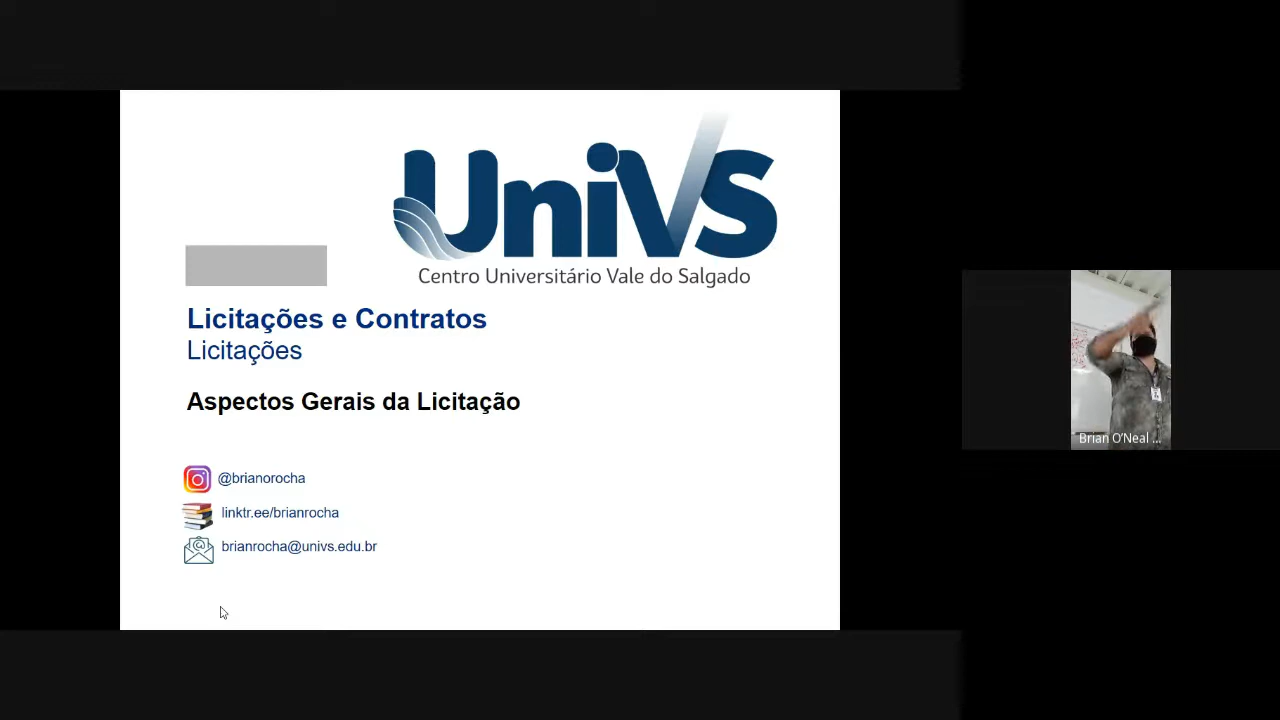 UniVS
Centro Universitário Vale do Salgado
Licitações e Contratos
Licitações
Aspectos Gerais da Licitação
@brianorocha
linktr.ee/brianrocha
brianrocha@univs.edu.br
Brian O'Neal ...